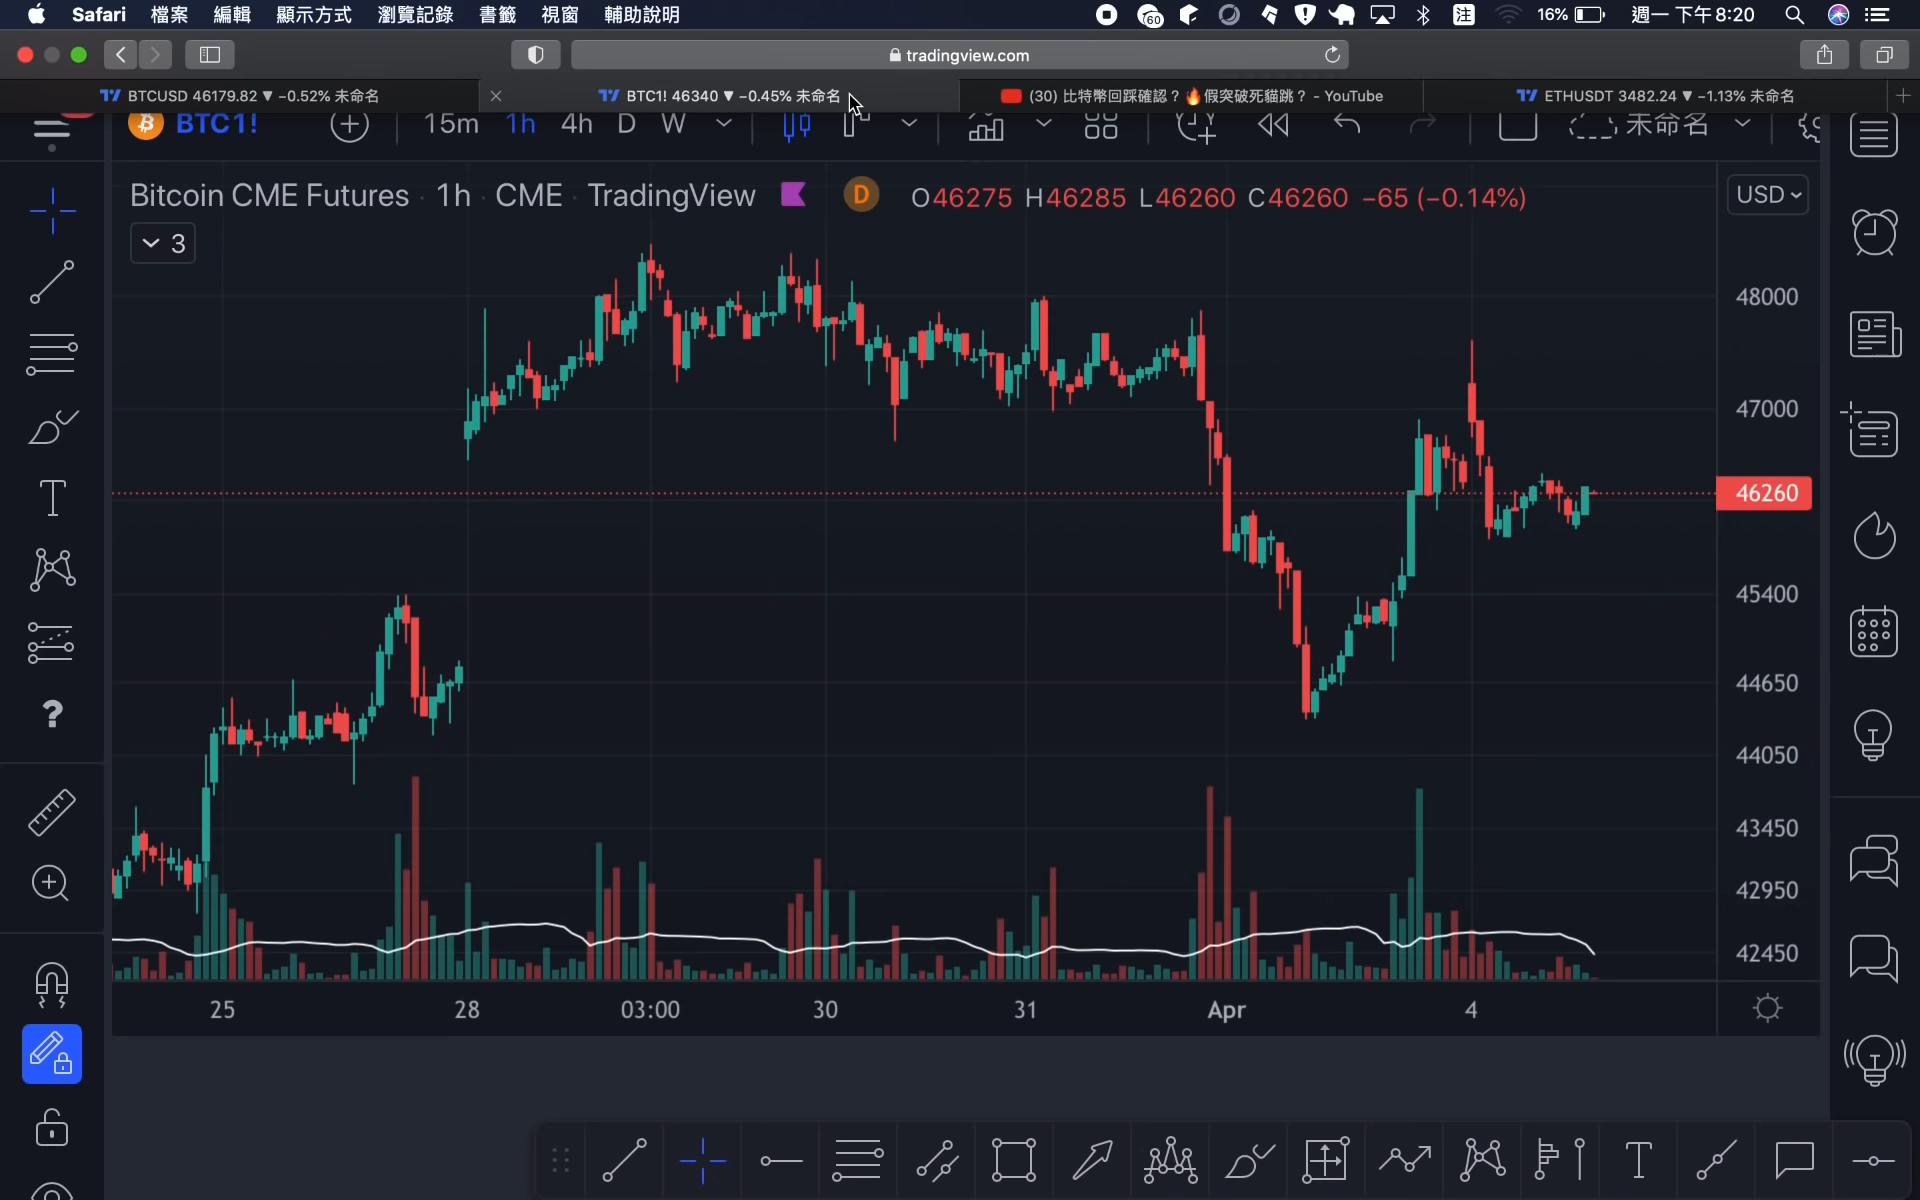 Safari 檔案 編輯 顯示方式 瀏覽記錄 書籤 視窗 輔助說明 60 注 16% 週一 下午8:20
tradingview.com
BTCUSD 46179.82 ▼ −0.52% 未命名
BTC1! 46340 ▼ −0.45% 未命名
(30) 比特幣回踩確認？🔥假突破死貓跳？ - YouTube
ETHUSDT 3482.24 ▼ −1.13% 未命名
BTC1! 15m 1h 4h D W 未命名
Bitcoin CME Futures · 1h · CME · TradingView D O46275 H46285 L46260 C46260 −65 (−0.14%) USD
3
48000
47000
46260
45400
44650
44050
43450
42950
42450
25 28 03:00 30 31 Apr 4